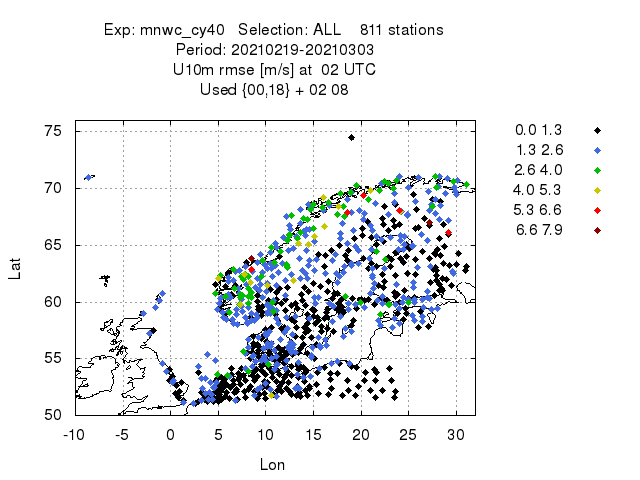 Exp: mnwc_cy40 Selection: ALL 811 stations
Period: 20210219-20210303
U10m rmse [m/s] at 02 UTC
Used {00,18} + 02 08
75
70
65
60
55
50
Lat
-10 -5 0 5 10 15 20 25 30
Lon
0.0 1.3
1.3 2.6
2.6 4.0
4.0 5.3
5.3 6.6
6.6 7.9